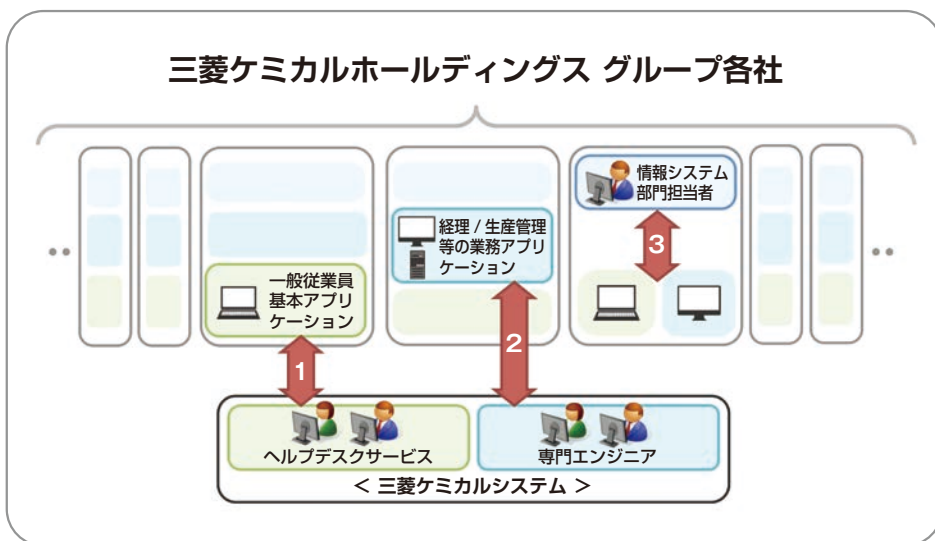 三菱ケミカルホールディングス グループ各社
情報システム
部門担当者
経理 / 生産管理
等の業務アプリ
ケーション
一般従業員
基本アプリ
ケーション
3
2
1
ヘルプデスクサービス
専門エンジニア
＜ 三菱ケミカルシステム ＞